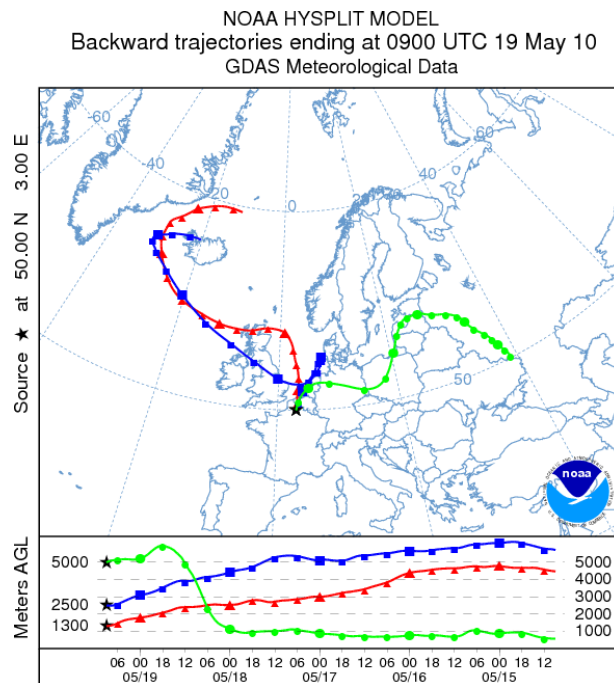 NOAA HYSPLIT MODEL
Backward trajectories ending at 0900 UTC 19 May 10
GDAS Meteorological Data
Source ★ at 50.00 N 3.00 E
-60
-40
-20
0
20
40
60
50
noaa
Meters AGL
5000
2500
1300
5000
4000
3000
2000
1000
06 00 18 12 06 00 18 12 06 00 18 12 06 00 18 12 06 00 18 12
05/19 05/18 05/17 05/16 05/15